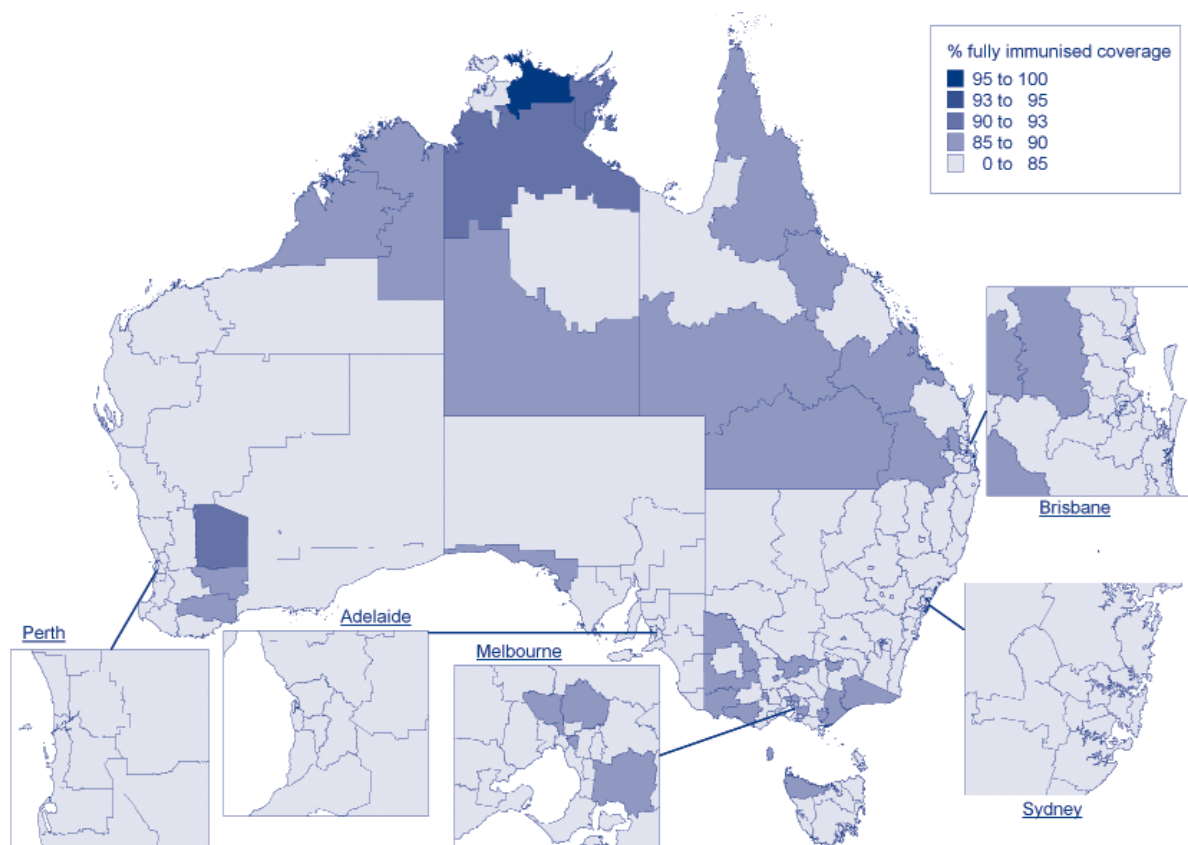 % fully immunised coverage
95 to 100
93 to 95
90 to 93
85 to 90
0 to 85
Brisbane
Adelaide
Perth
Melbourne
Sydney